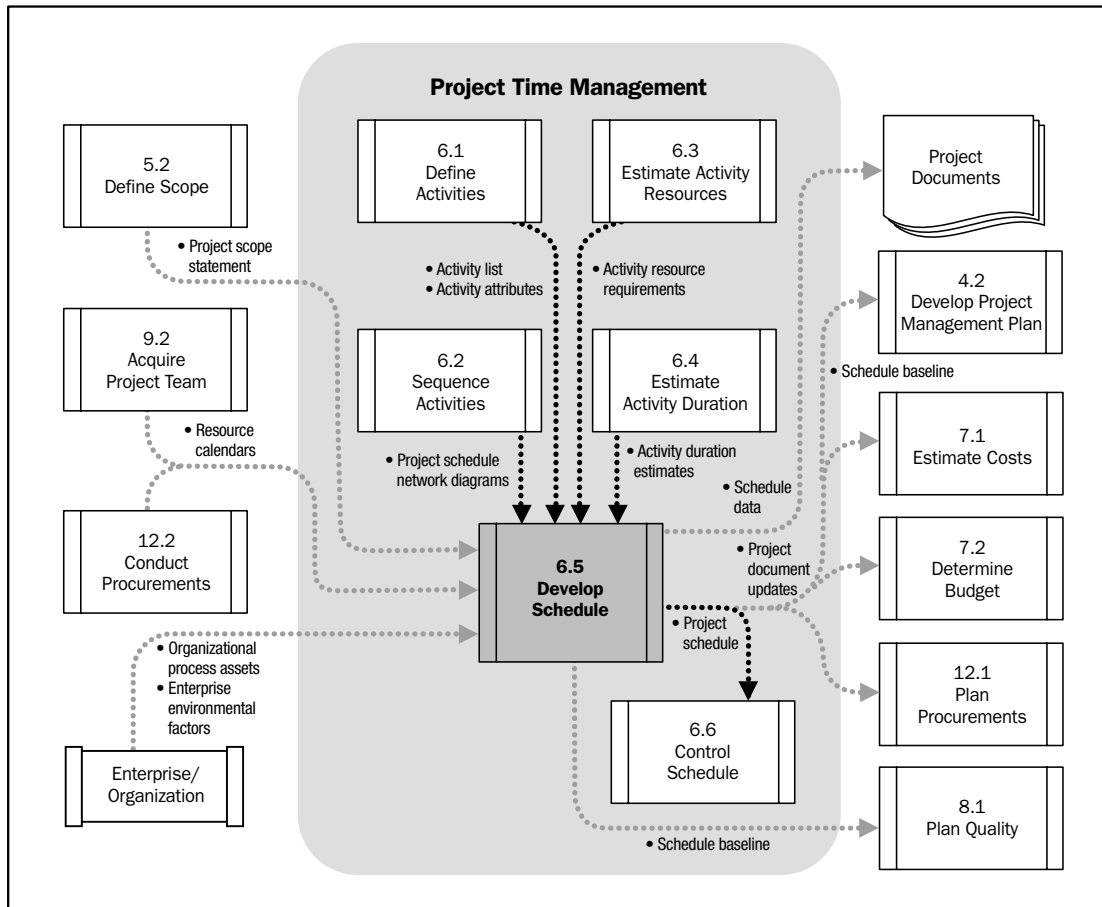 Project Time Management
5.2
Define Scope
• Project scope
statement
9.2
Acquire
Project Team
• Resource
calendars
12.2
Conduct
Procurements
• Organizational
process assets
• Enterprise
environmental
factors
Enterprise/
Organization
6.1
Define
Activities
• Activity list
• Activity attributes
6.3
Estimate Activity
Resources
• Activity resource
requirements
6.2
Sequence
Activities
• Project schedule
network diagrams
6.4
Estimate
Activity Duration
• Activity duration
estimates
6.5
Develop
Schedule
• Schedule
data
• Project
document
updates
• Project
schedule
6.6
Control
Schedule
• Schedule baseline
Project
Documents
4.2
Develop Project
Management Plan
• Schedule baseline
7.1
Estimate Costs
7.2
Determine
Budget
12.1
Plan
Procurements
8.1
Plan Quality